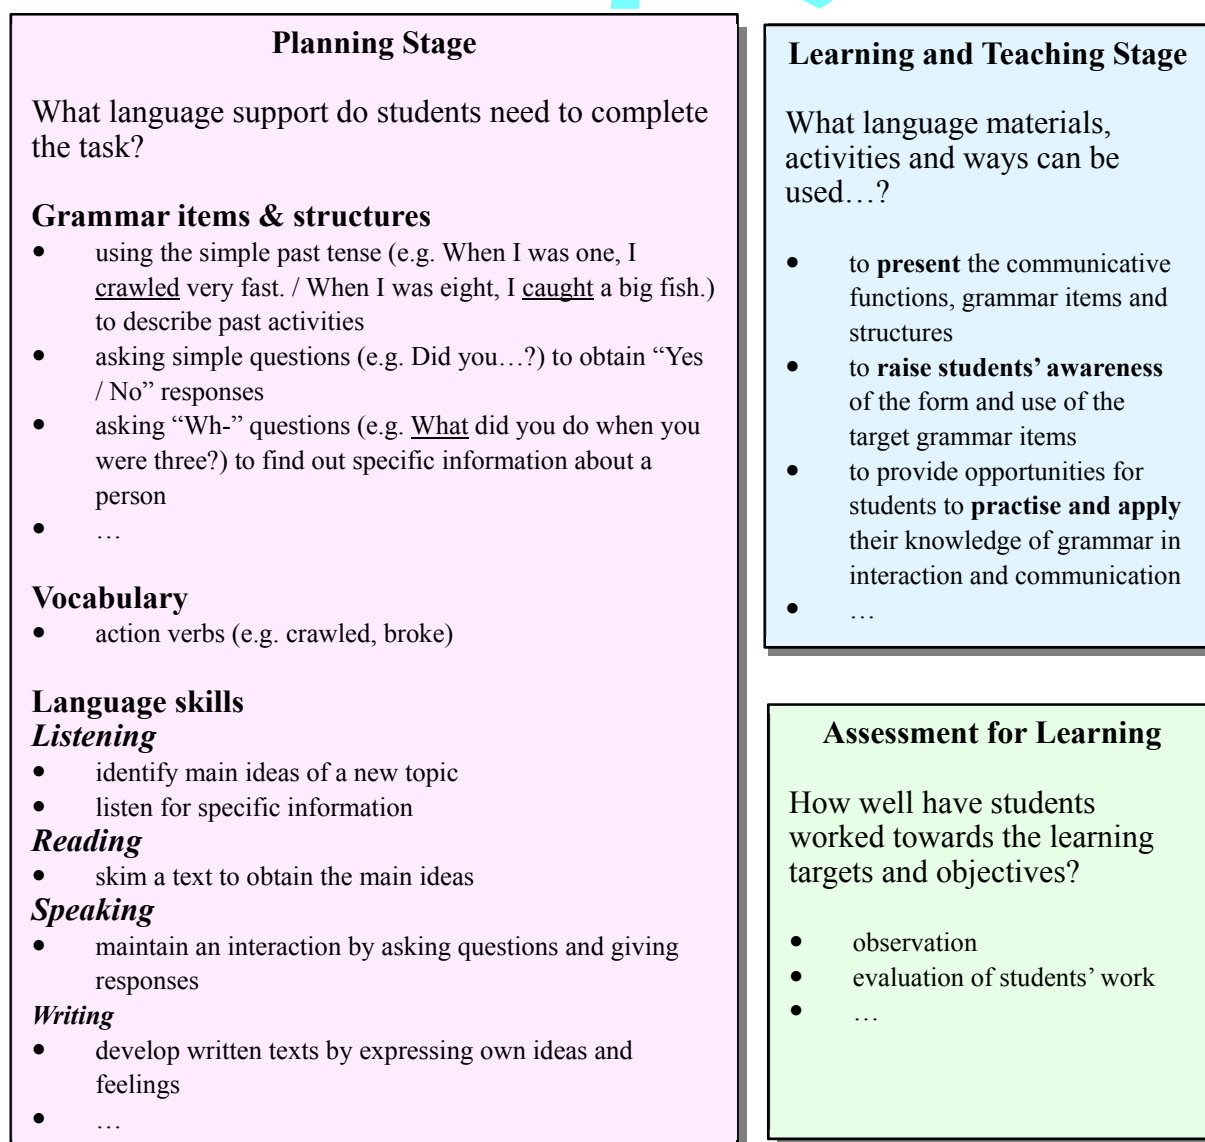 Planning Stage
What language support do students need to complete
the task?
Grammar items & structures
• using the simple past tense (e.g. When I was one, I
crawled very fast. / When I was eight, I caught a big fish.)
to describe past activities
• asking simple questions (e.g. Did you…?) to obtain “Yes
/ No” responses
• asking “Wh-” questions (e.g. What did you do when you
were three?) to find out specific information about a
person
• …
Vocabulary
• action verbs (e.g. crawled, broke)
Language skills
Listening
• identify main ideas of a new topic
• listen for specific information
Reading
• skim a text to obtain the main ideas
Speaking
• maintain an interaction by asking questions and giving
responses
Writing
• develop written texts by expressing own ideas and
feelings
• …
Learning and Teaching Stage
What language materials,
activities and ways can be
used…?
• to present the communicative
functions, grammar items and
structures
• to raise students’ awareness
of the form and use of the
target grammar items
• to provide opportunities for
students to practise and apply
their knowledge of grammar in
interaction and communication
• …
Assessment for Learning
How well have students
worked towards the learning
targets and objectives?
• observation
• evaluation of students’ work
• …